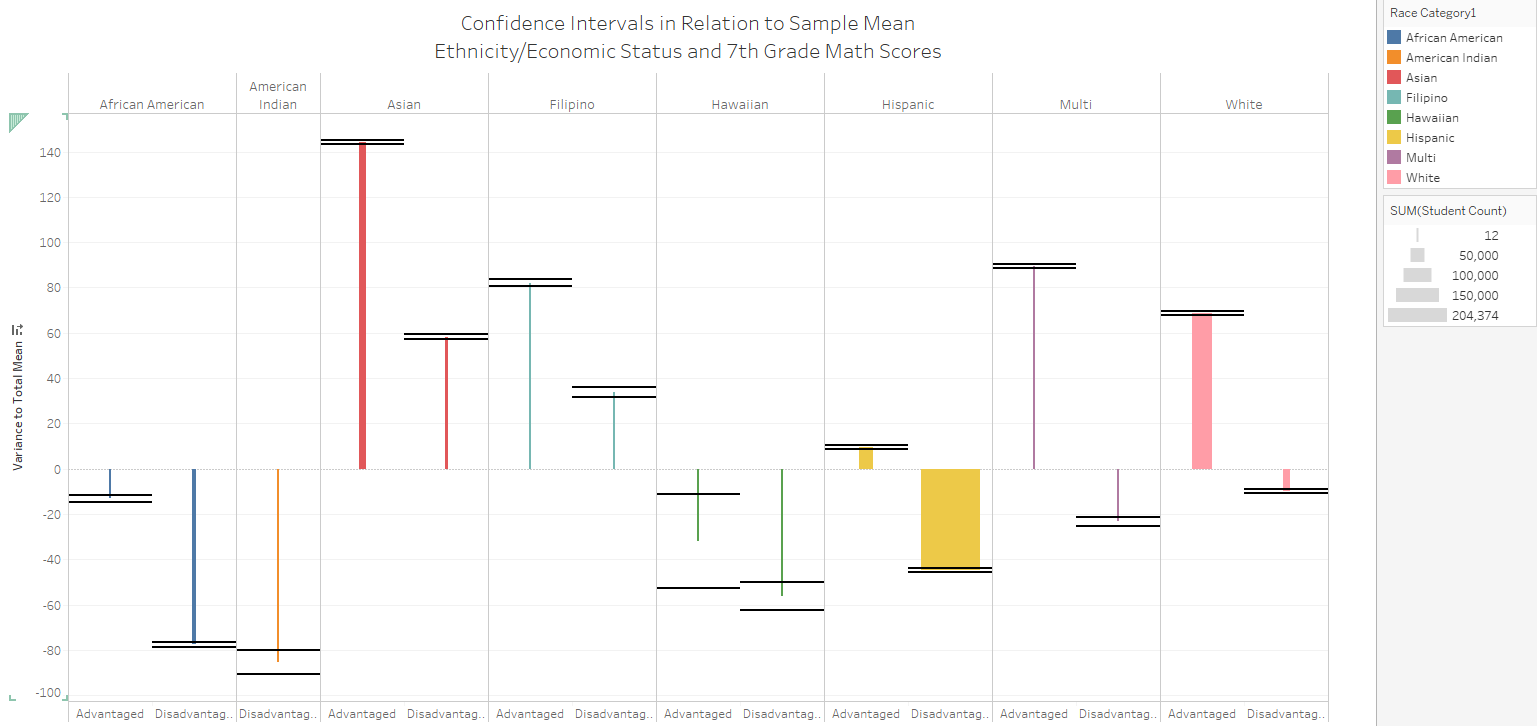 Confidence Intervals in Relation to Sample Mean
Ethnicity/Economic Status and 7th Grade Math Scores
African American
American
Indian
Asian
Filipino
Hawaiian
Hispanic
Multi
White
Variance to Total Mean
140
120
100
80
60
40
20
0
-20
-40
-60
-80
-100
Advantaged Disadvantag.. Disadvantag.. Advantaged Disadvantag.. Advantaged Disadvantag.. Advantaged Disadvantag.. Advantaged Disadvantag.. Advantaged Disadvantag.. Advantaged Disadvantag..
Race Category1
African American
American Indian
Asian
Filipino
Hawaiian
Hispanic
Multi
White
SUM(Student Count)
12
50,000
100,000
150,000
204,374